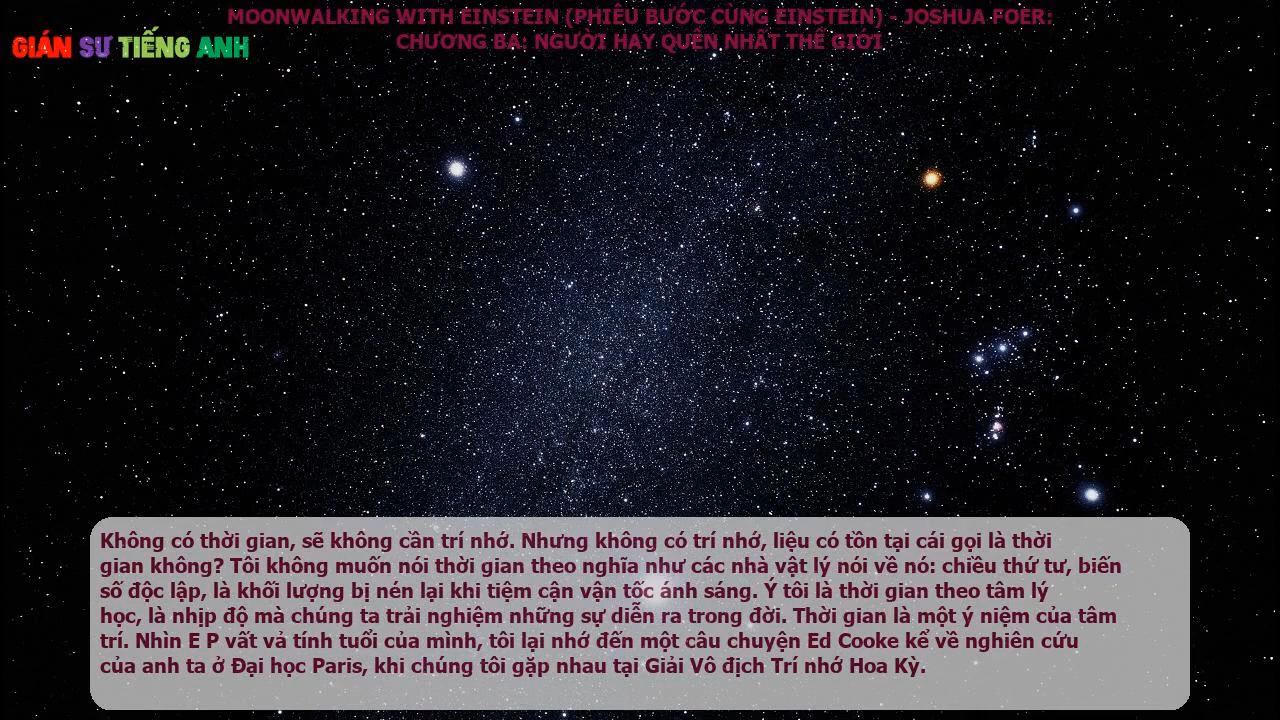 MOONWALKING WITH EINSTEIN (PHIÊU BƯỚC CÙNG EINSTEIN) - JOSHUA FOER:
CHƯƠNG BA: NGƯỜI HAY QUÊN NHẤT THẾ GIỚI
GIÁN SỨ TIẾNG ANH
Không có thời gian, sẽ không cần trí nhớ. Nhưng không có trí nhớ, liệu có tồn tại cái gọi là thời
gian không? Tôi không muốn nói thời gian theo nghĩa như các nhà vật lý nói về nó: chiều thứ tư, biến
số độc lập, là khối lượng bị nén lại khi tiệm cận vận tốc ánh sáng. Ý tôi là thời gian theo tâm lý
học, là nhịp độ mà chúng ta trải nghiệm những sự diễn ra trong đời. Thời gian là một ý niệm của tâm
trí. Nhìn E P vất vả tính tuổi của mình, tôi lại nhớ đến một câu chuyện Ed Cooke kể về nghiên cứu
của anh ta ở Đại học Paris, khi chúng tôi gặp nhau tại Giải Vô địch Trí nhớ Hoa Kỳ.